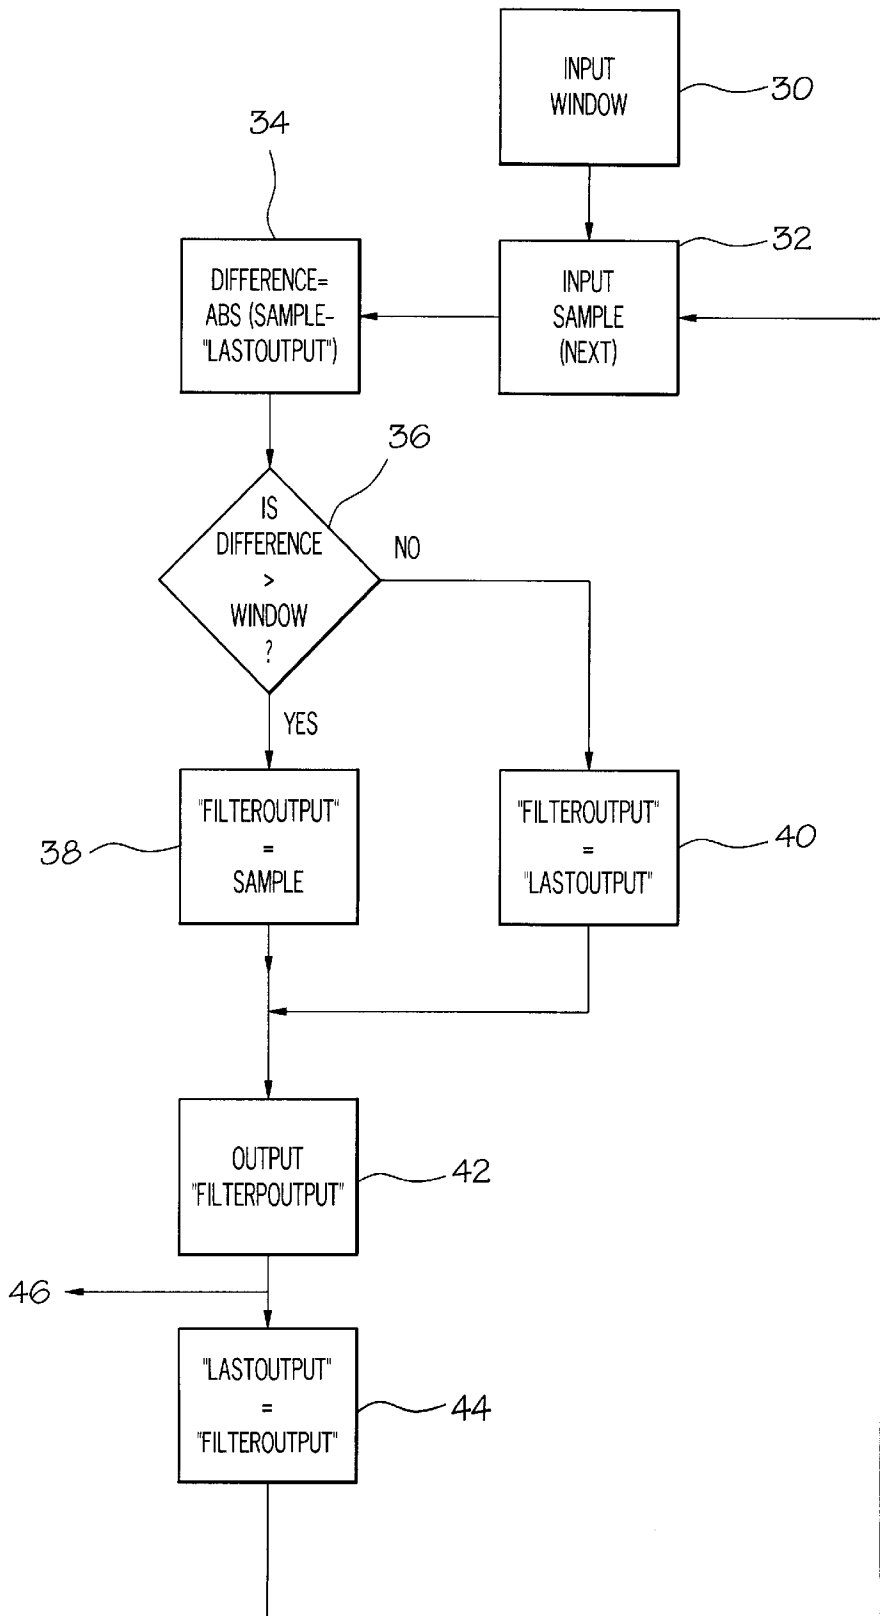 INPUT
WINDOW
30
34
32
DIFFERENCE=
ABS (SAMPLE-
"LASTOUTPUT")
INPUT
SAMPLE
(NEXT)
36
IS
DIFFERENCE
>
WINDOW
?
NO
YES
"FILTEROUTPUT"
=
SAMPLE
38
"FILTEROUTPUT"
=
"LASTOUTPUT"
40
OUTPUT
"FILTERPOUTPUT"
42
46
"LASTOUTPUT"
=
"FILTEROUTPUT"
44